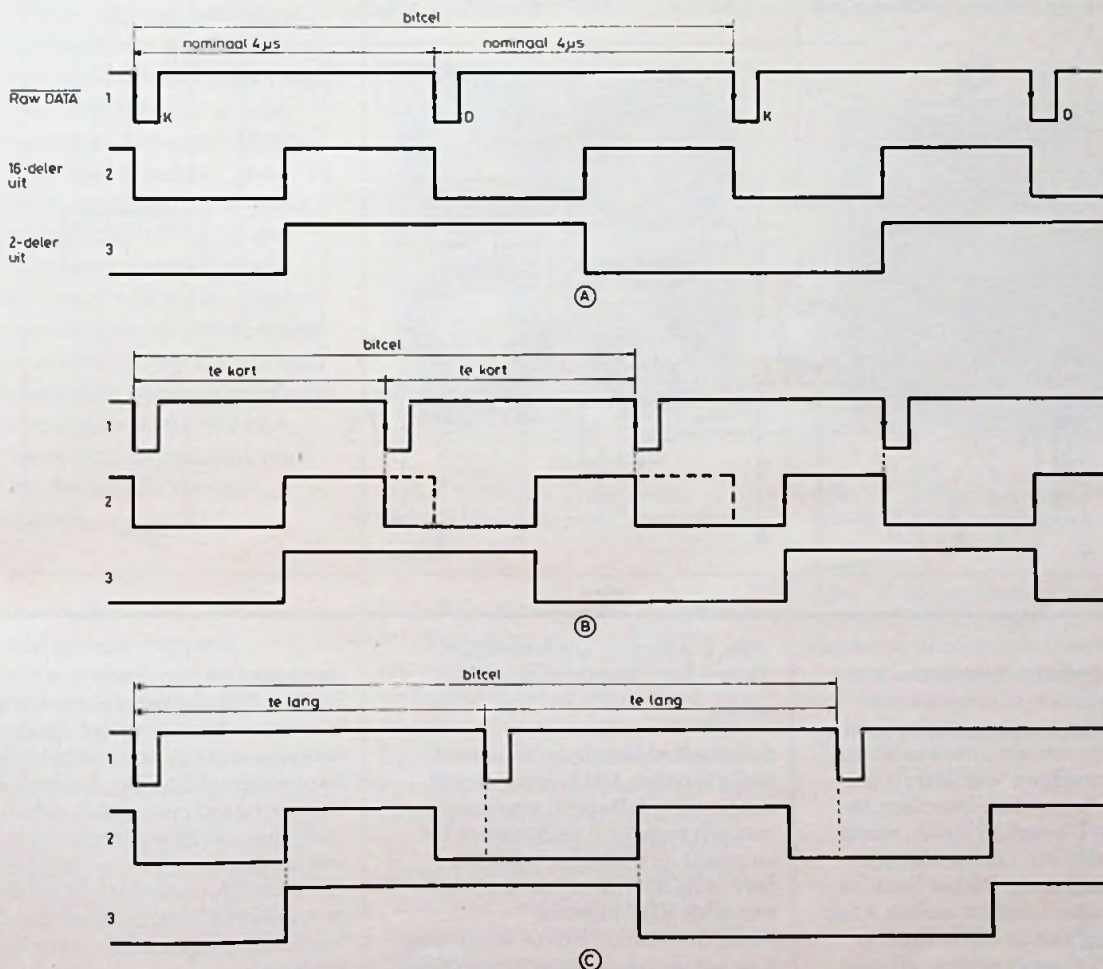 bitcel
nominaal 4µs nominaal 4µs
Raw DATA 1
K D K D
16-deler
uit 2
2-deler
uit 3
A
bitcel
te kort te kort
1
2
3
B
bitcel
te lang te lang
1
2
3
C